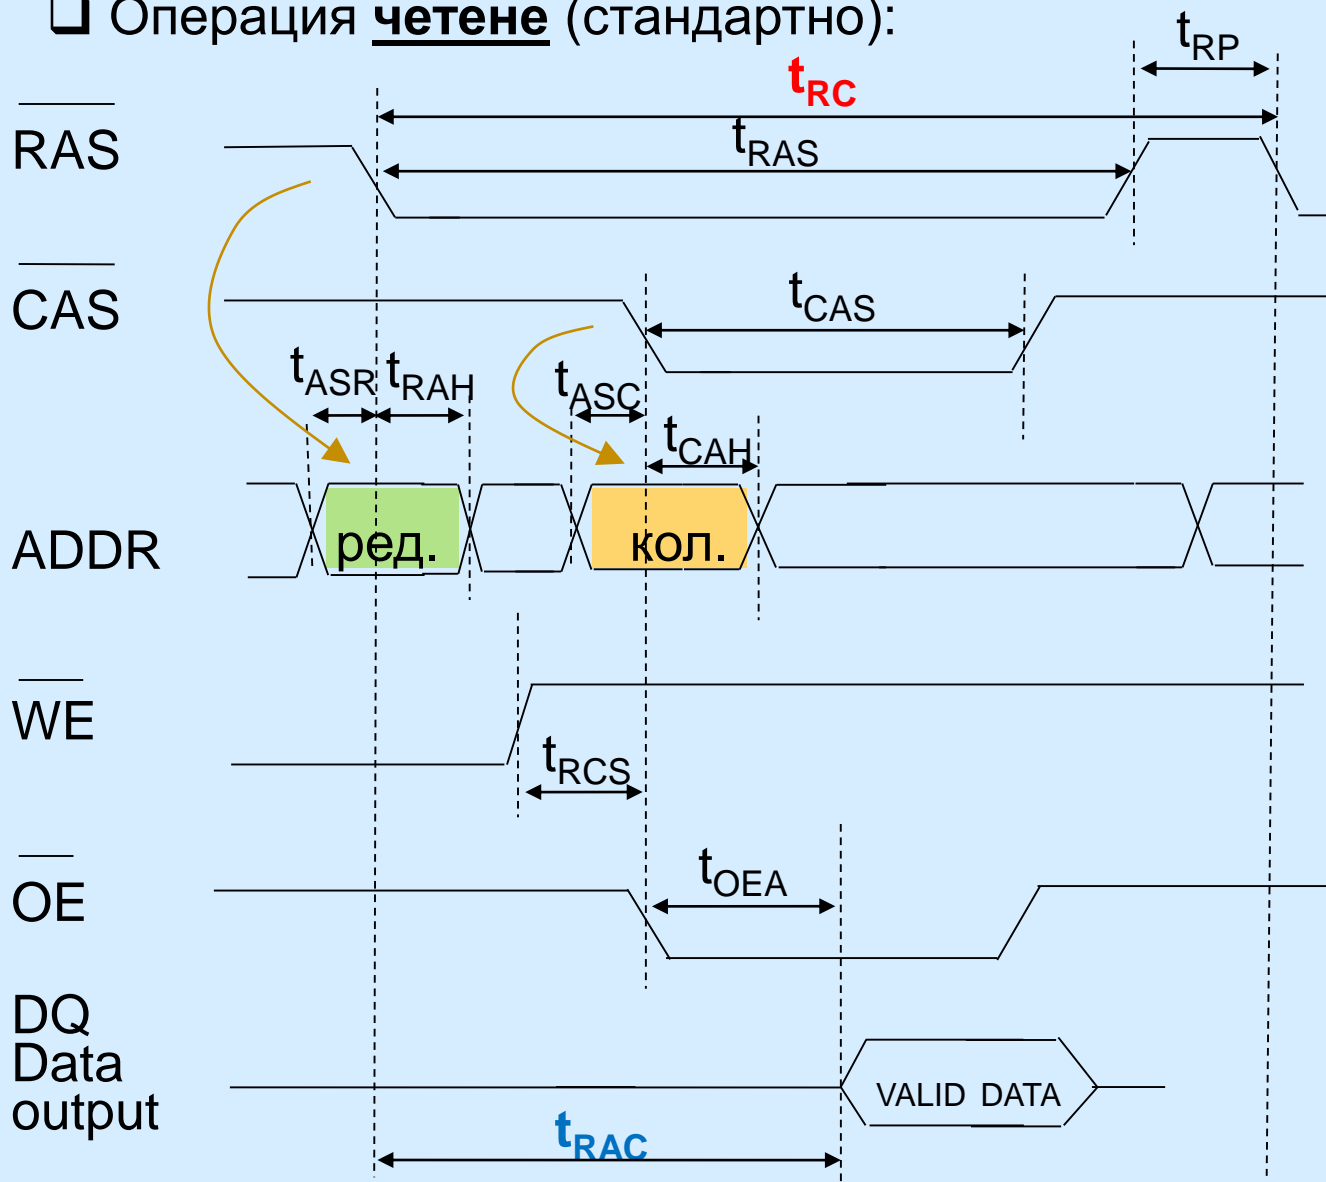 ❑ Операция четене (стандартно):
tRP
tRC
RAS
tRAS
CAS
tCAS
tASR tRAH tASC
tCAH
ADDR
ред. кол.
WE
tRCS
OE
tOEA
DQ
Data
output
VALID DATA
tRAC